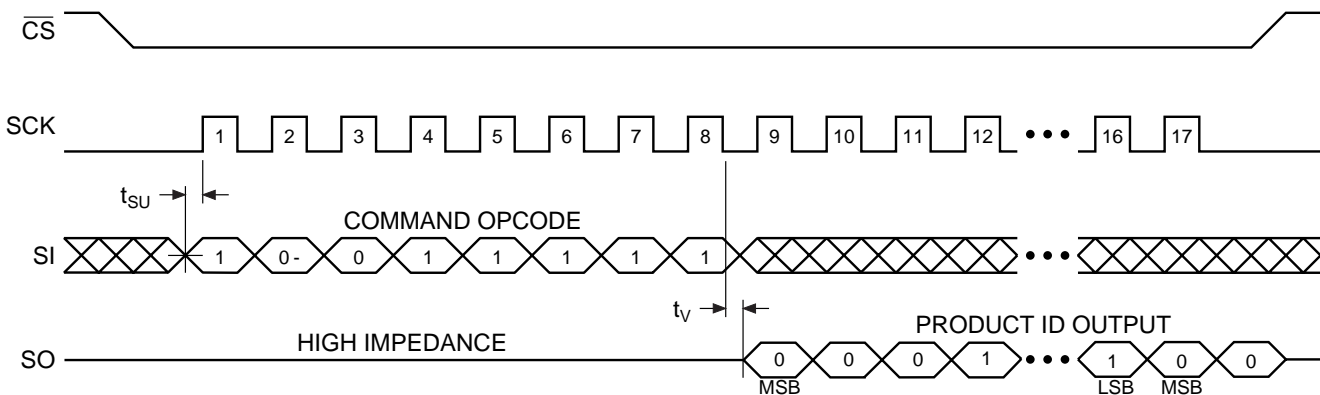 CS
SCK 1 2 3 4 5 6 7 8 9 10 11 12 ••• 16 17
tSU
COMMAND OPCODE
SI 1 0- 0 1 1 1 1 1 •••
tV
HIGH IMPEDANCE
PRODUCT ID OUTPUT
SO 0 0 0 1 ••• 1 0 0
MSB LSB MSB